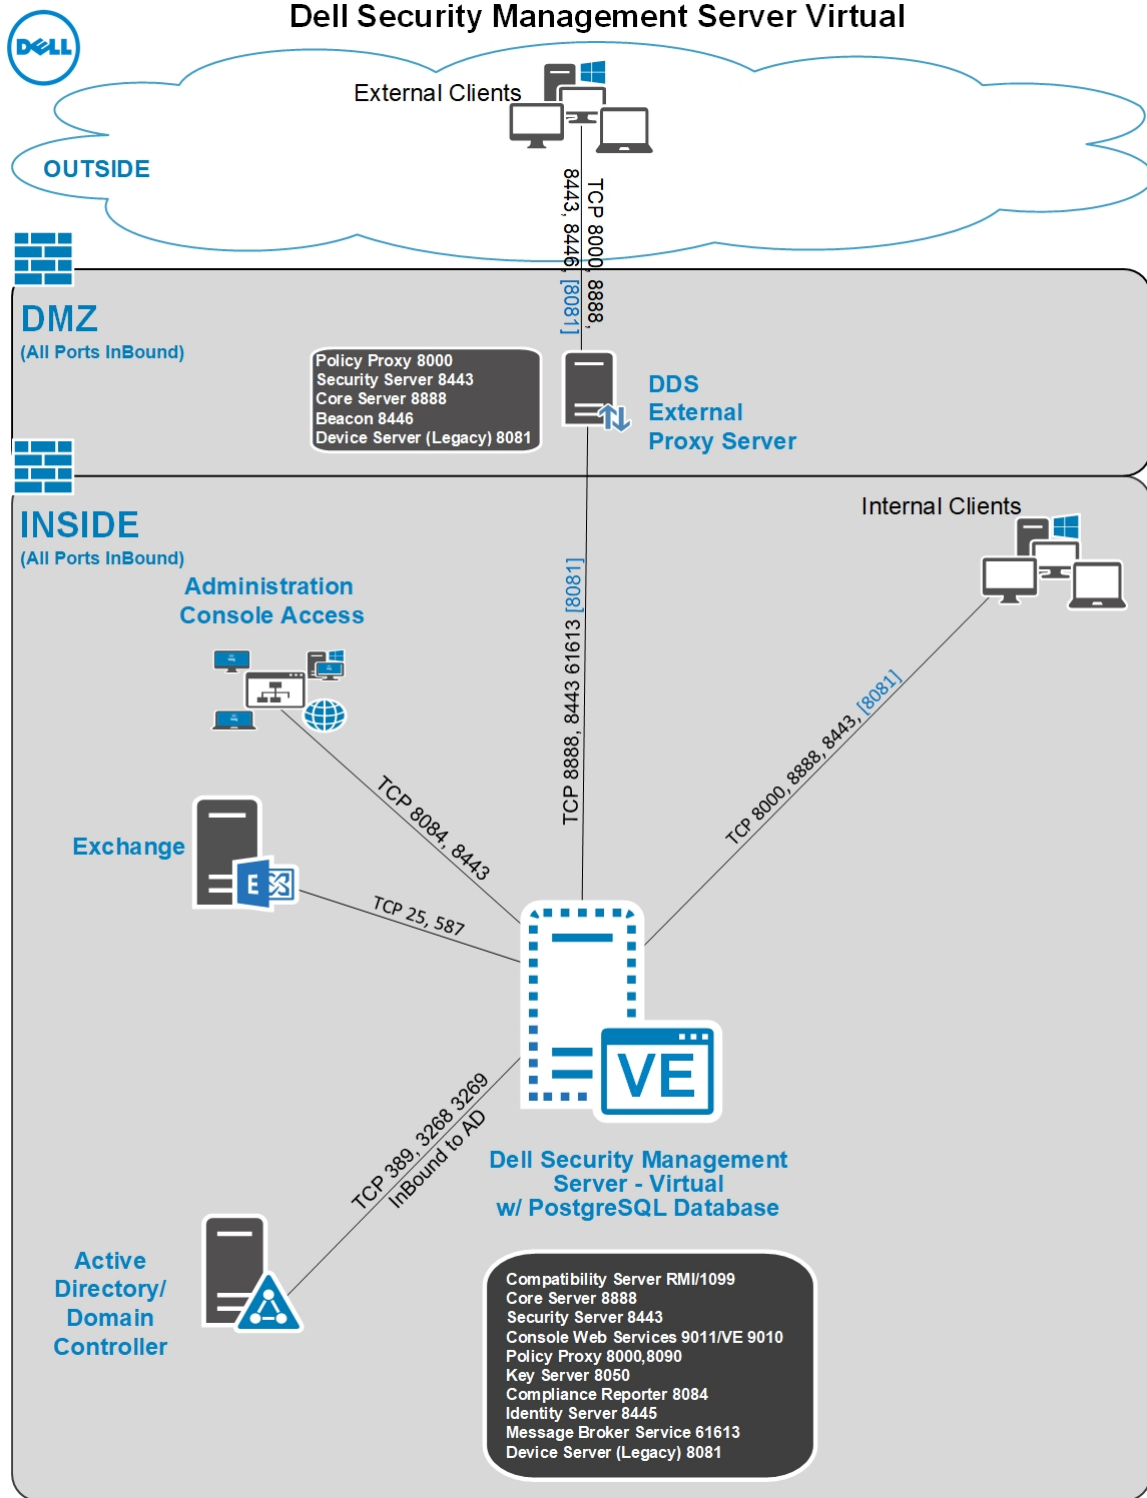 Dell Security Management Server Virtual
DELL
External Clients
OUTSIDE
TCP 8000, 8888,
8443, 8446, [8081]
DMZ
(All Ports InBound)
Policy Proxy 8000
Security Server 8443
Core Server 8888
Beacon 8446
Device Server (Legacy) 8081
DDS
External
Proxy Server
INSIDE
(All Ports InBound)
Internal Clients
Administration
Console Access
TCP 8888, 8443 61613 [8081]
TCP 8000, 8888, 8443, [8081]
TCP 8084, 8443
Exchange
E
TCP 25, 587
VE
TCP 389, 3268 3269
InBound to AD
Dell Security Management
Server - Virtual
w/ PostgreSQL Database
Active
Directory/
Domain
Controller
Compatibility Server RMI/1099
Core Server 8888
Security Server 8443
Console Web Services 9011/VE 9010
Policy Proxy 8000,8090
Key Server 8050
Compliance Reporter 8084
Identity Server 8445
Message Broker Service 61613
Device Server (Legacy) 8081